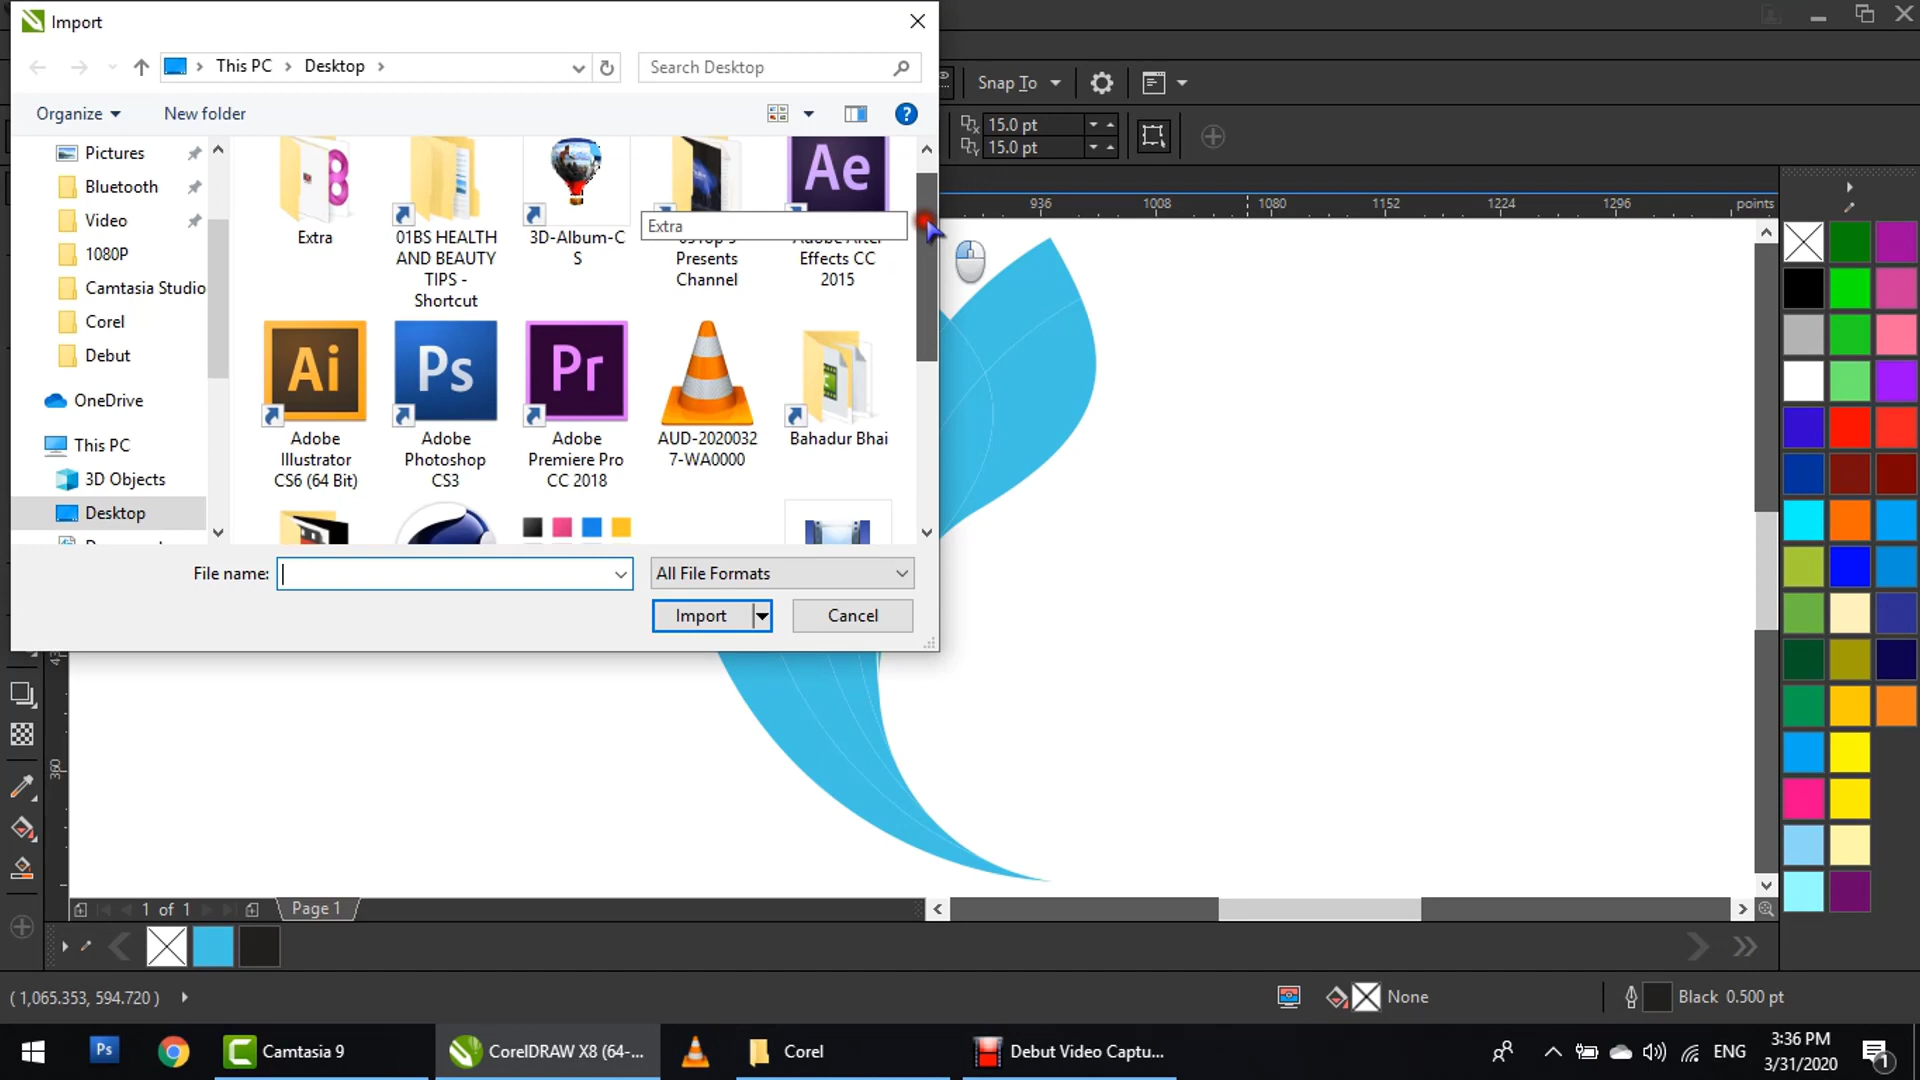 Import
This PC
Desktop
Search Desktop
Organize
New folder
Snap To
15.0 pt
15.0 pt
Pictures
Bluetooth
Video
1080P
Camtasia Studio
Corel
Debut
OneDrive
This PC
3D Objects
Desktop
Extra
01BS HEALTH
AND BEAUTY
TIPS -
Shortcut
3D-Album-C
S
Extra
Presents
Channel
Ae
Effects CC
2015
Ai
Adobe
Illustrator
CS6 (64 Bit)
Ps
Adobe
Photoshop
CS3
Pr
Adobe
Premiere Pro
CC 2018
AUD-2020032
7-WA0000
Bahadur Bhai
File name:
All File Formats
Import
Cancel
936
1008
1080
1152
1224
1296
points
360
1 of 1
Page 1
( 1,065.353, 594.720 )
None
Black 0.500 pt
Ps
Camtasia 9
CorelDRAW X8 (64-...
Corel
Debut Video Captu...
ENG
3:36 PM
3/31/2020
1